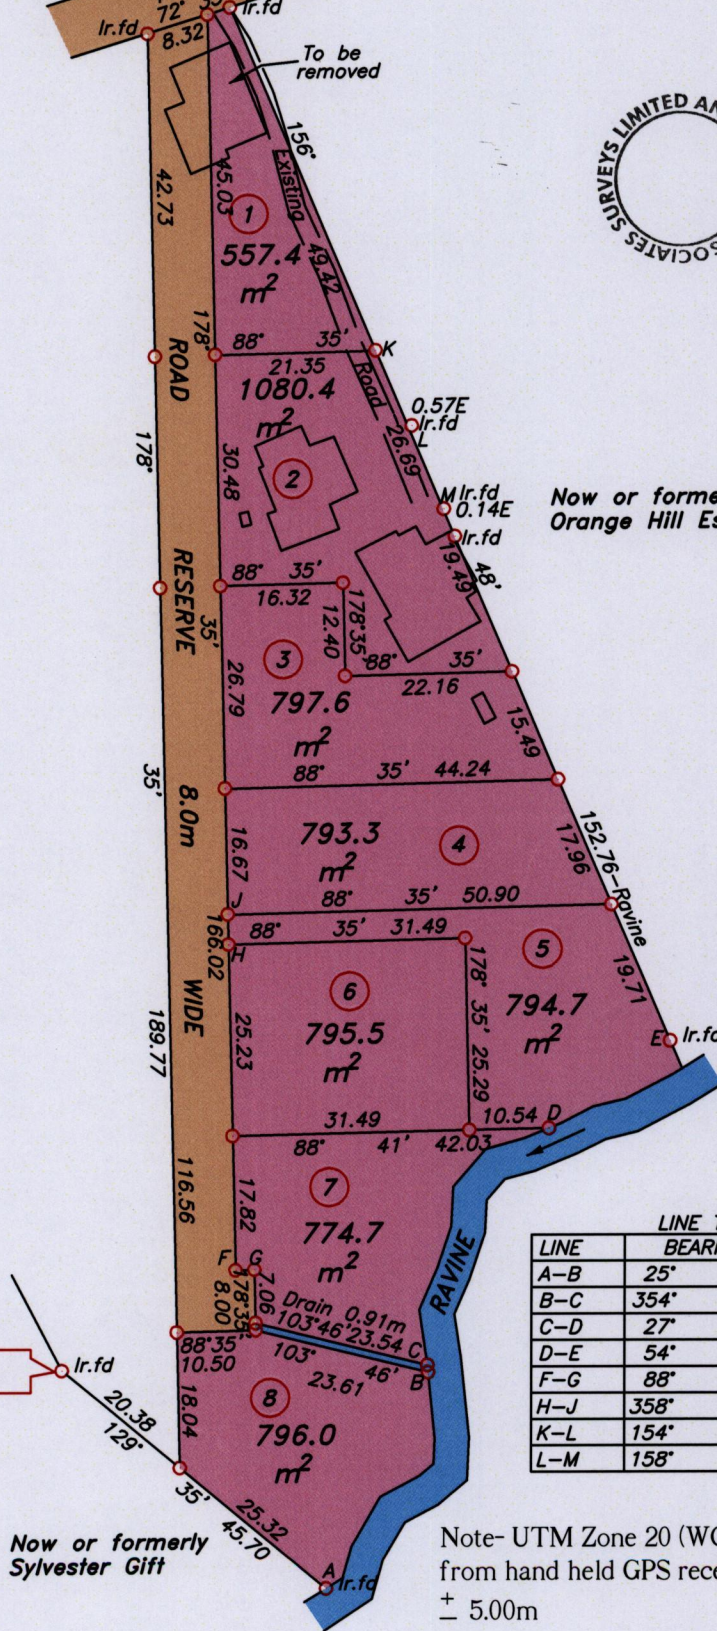 72° 35'
Ir.fd
Ir.fd
8.32
To be
removed
156°
42.73
45.03
Existing
1
557.4
m²
49.42
SURVEYS LIMITED
178°
88° 35'
K
21.35
ROAD
Road
1080.4
m²
0.57E
Ir.fd
L
26.69
178°
30.48
2
M Ir.fd
0.14E
Ir.fd
Now or
Orange Hill
19.49
48'
RESERVE
88° 35'
16.32
178°35'
12.40
35'
3
88° 35'
22.16
26.79
797.6
m²
15.49
35'
88° 35' 44.24
8.0m
793.3
m²
4
16.67
17.96
152.76-Ravine
88° 35' 50.90
J
166.02
88° 35' 31.49
H
5
WIDE
6
178° 35' 25.29
19.71
794.7
m²
795.5
m²
189.77
25.23
E Ir.fd
31.49
10.54 D
88° 41' 42.03
116.56
7
17.82
774.7
m²
RAVINE
F G
178°35'
8.00
7.06
Drain 0.91m
103°46'23.54
C
B
88°35'
10.50
103° 46'
23.61
LINE
LINE
A-B 25°
B-C 354°
C-D 27°
D-E 54°
F-G 88°
H-J 358°
K-L 154°
L-M 158°
Ir.fd
20.38
129°
18.04
8
796.0
m²
35'
25.32
45.70
Now or formerly
Sylvester Gift
A
Ir.fd
Note- UTM Zone 20
from hand held GPS
± 5.00m